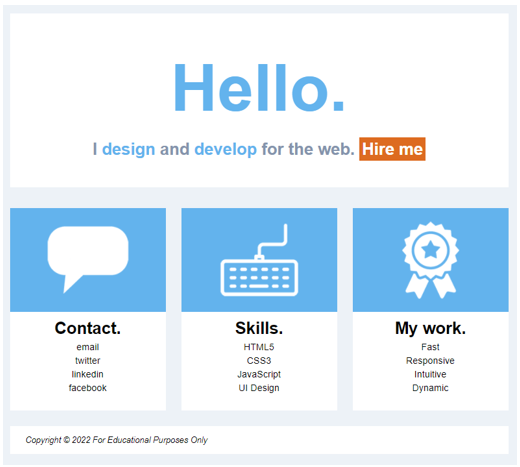 Hello.
I design and develop for the web. Hire me
Contact.
email
twitter
linkedin
facebook
Skills.
HTML5
CSS3
JavaScript
UI Design
My work.
Fast
Responsive
Intuitive
Dynamic
Copyright © 2022 For Educational Purposes Only